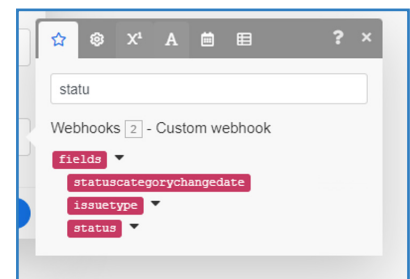 X¹ A ? ×
statu
Webhooks 2 - Custom webhook
fields
statuscategorychangedate
issuetype
status